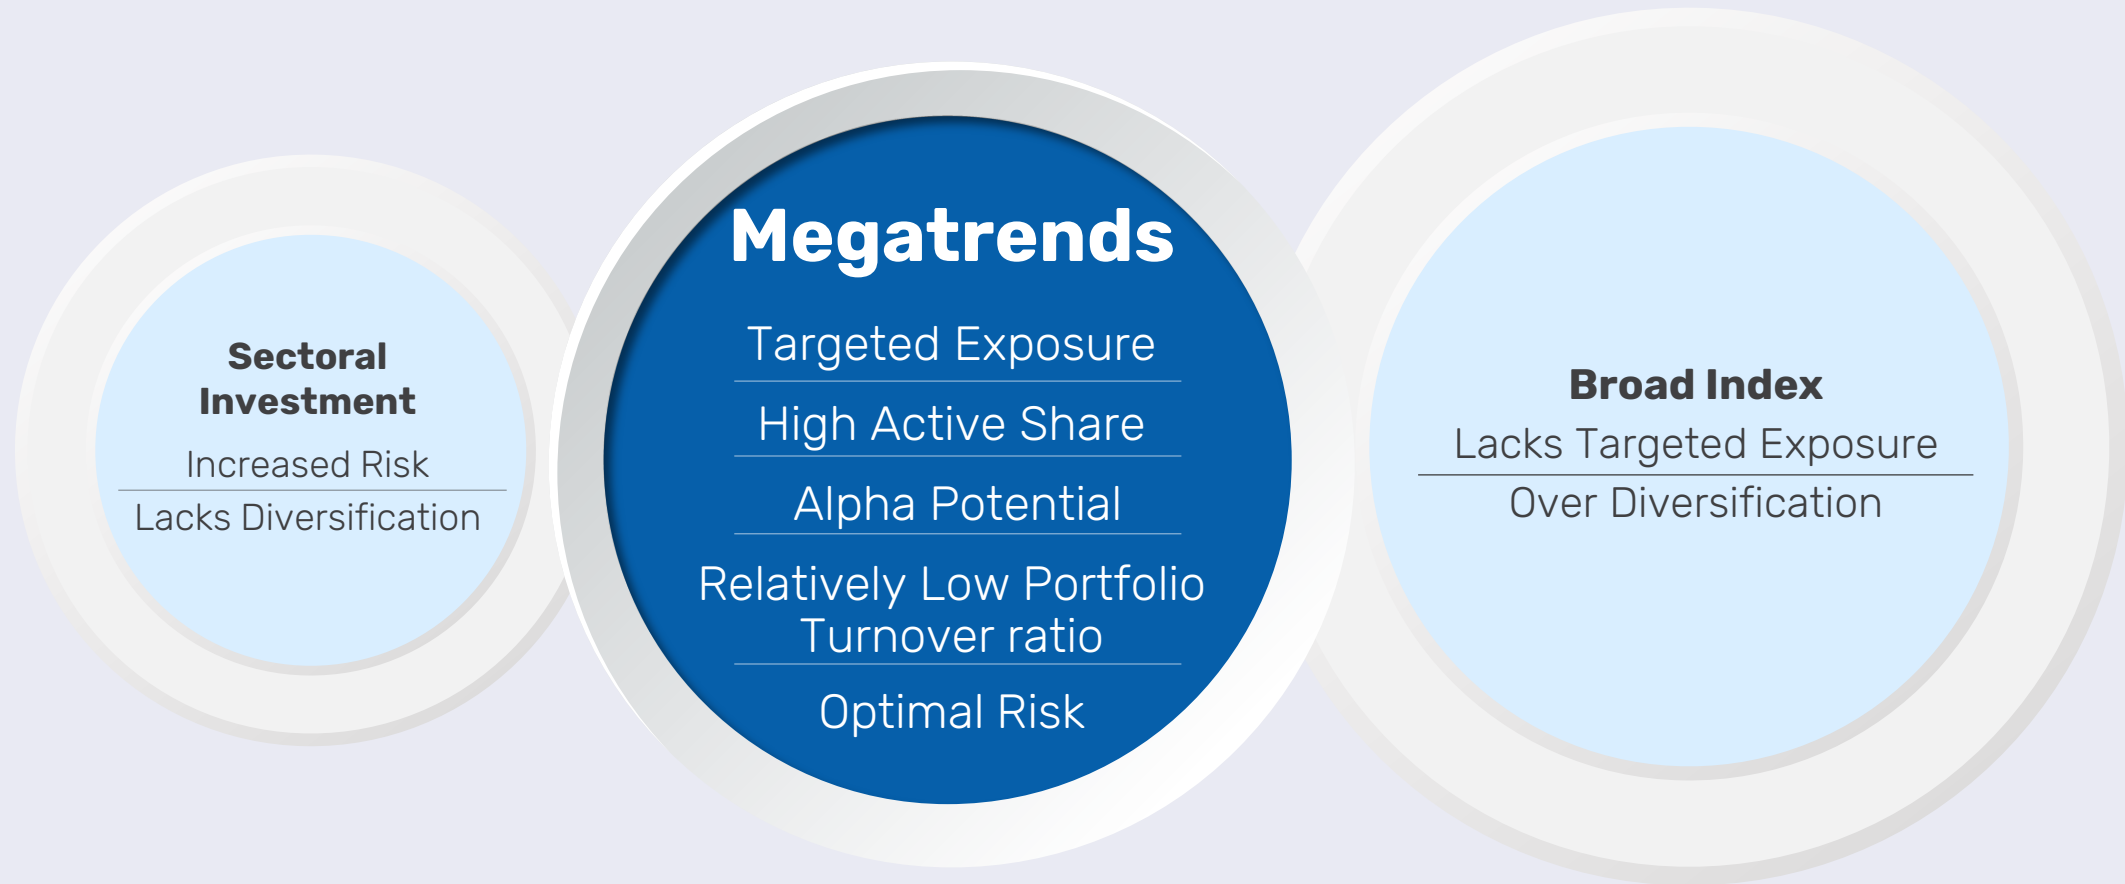 Sectoral
Investment
Increased Risk
Lacks Diversification
Megatrends
Targeted Exposure
High Active Share
Alpha Potential
Relatively Low Portfolio
Turnover ratio
Optimal Risk
Broad Index
Lacks Targeted Exposure
Over Diversification